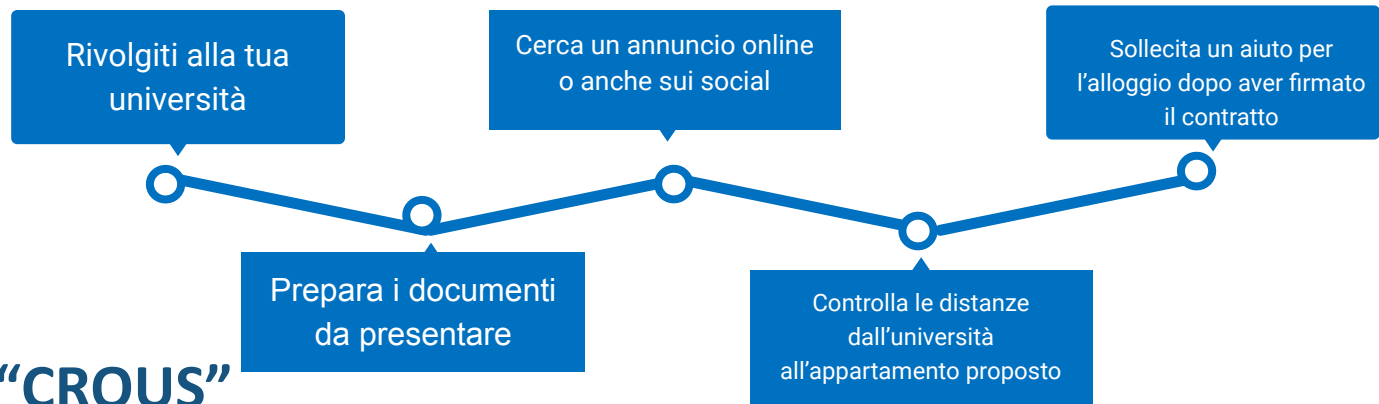 Rivolgiti alla tua
università
Prepara i documenti
da presentare
Cerca un annuncio online
o anche sui social
Controlla le distanze
dall'università
all'appartamento proposto
Sollecita un aiuto per
l'alloggio dopo aver firmato
il contratto
“CROUS”